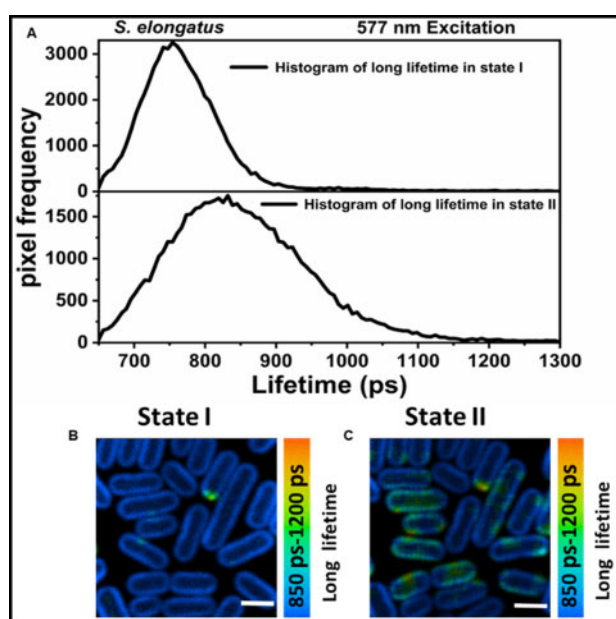 A S. elongatus 577 nm Excitation
3000
Histogram of long lifetime in state I
2000
1000
0
Histogram of long lifetime in state II
1500
1000
500
0
pixel frequency
700 800 900 1000 1100 1200 1300
Lifetime (ps)
State I State II
B C
850 ps-1200 ps
Long lifetime
850 ps-1200 ps
Long lifetime